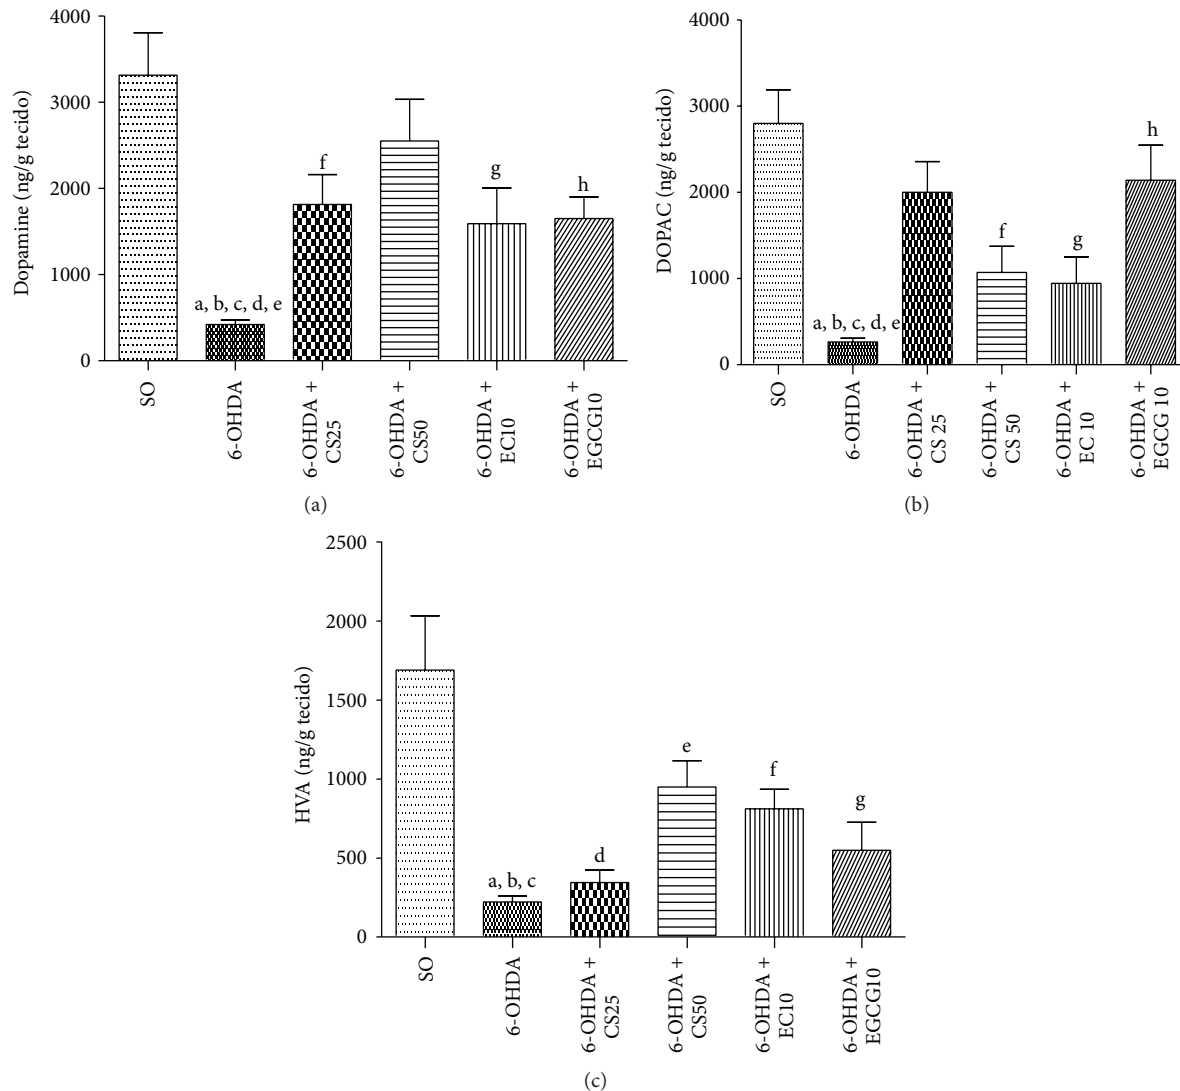 Dopamine (ng/g tecido)
4000
3000
2000
1000
0
a, b, c, d, e
f
g
h
SO
6-OHDA
6-OHDA +
CS25
6-OHDA +
CS50
6-OHDA +
EC10
6-OHDA +
EGCG10
(a)
DOPAC (ng/g tecido)
4000
3000
2000
1000
0
a, b, c, d, e
f
g
h
SO
6-OHDA
6-OHDA +
CS 25
6-OHDA +
CS 50
6-OHDA +
EC 10
6-OHDA +
EGCG 10
(b)
HVA (ng/g tecido)
2500
2000
1500
1000
500
0
a, b, c
d
e
f
g
SO
6-OHDA
6-OHDA +
CS25
6-OHDA +
CS50
6-OHDA +
EC10
6-OHDA +
EGCG10
(c)